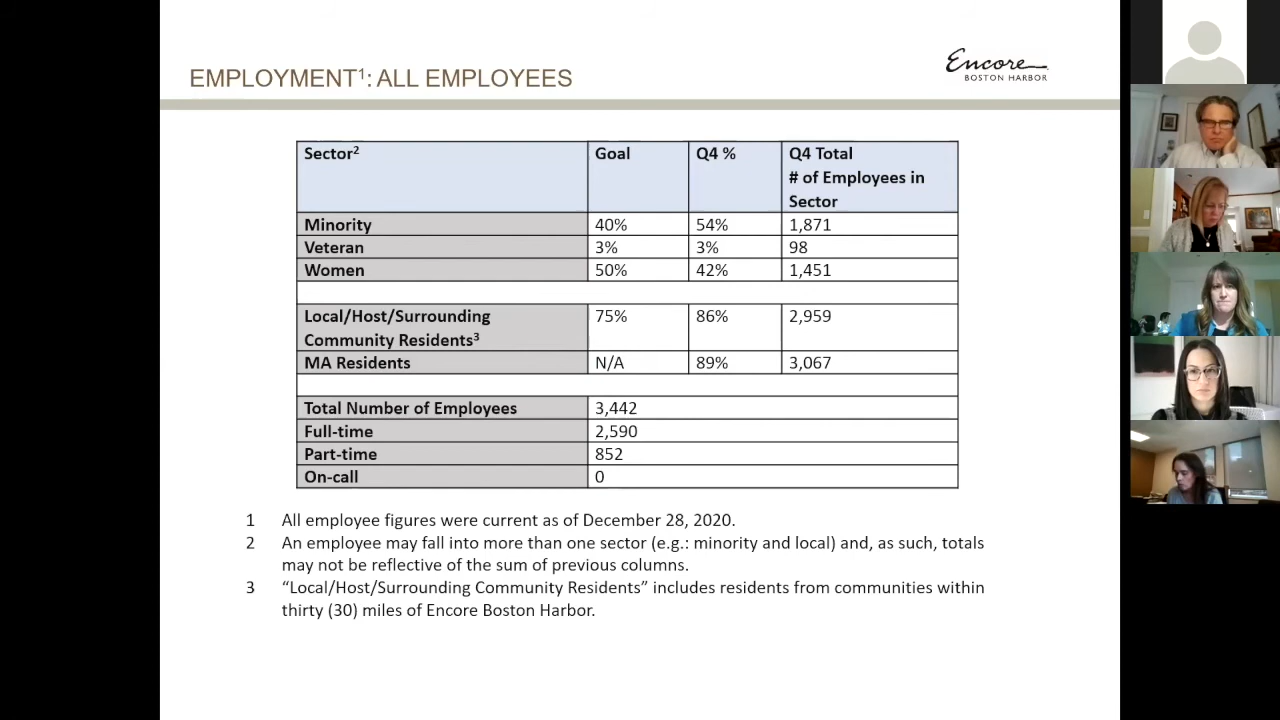 EMPLOYMENT¹: ALL EMPLOYEES
Encore
BOSTON HARBOR
Sector² Goal Q4 % Q4 Total
# of Employees in
Sector
Minority 40% 54% 1,871
Veteran 3% 3% 98
Women 50% 42% 1,451
Local/Host/Surrounding 75% 86% 2,959
Community Residents³
MA Residents N/A 89% 3,067
Total Number of Employees 3,442
Full-time 2,590
Part-time 852
On-call 0
1 All employee figures were current as of December 28, 2020.
2 An employee may fall into more than one sector (e.g.: minority and local) and, as such, totals
may not be reflective of the sum of previous columns.
3 “Local/Host/Surrounding Community Residents” includes residents from communities within
thirty (30) miles of Encore Boston Harbor.